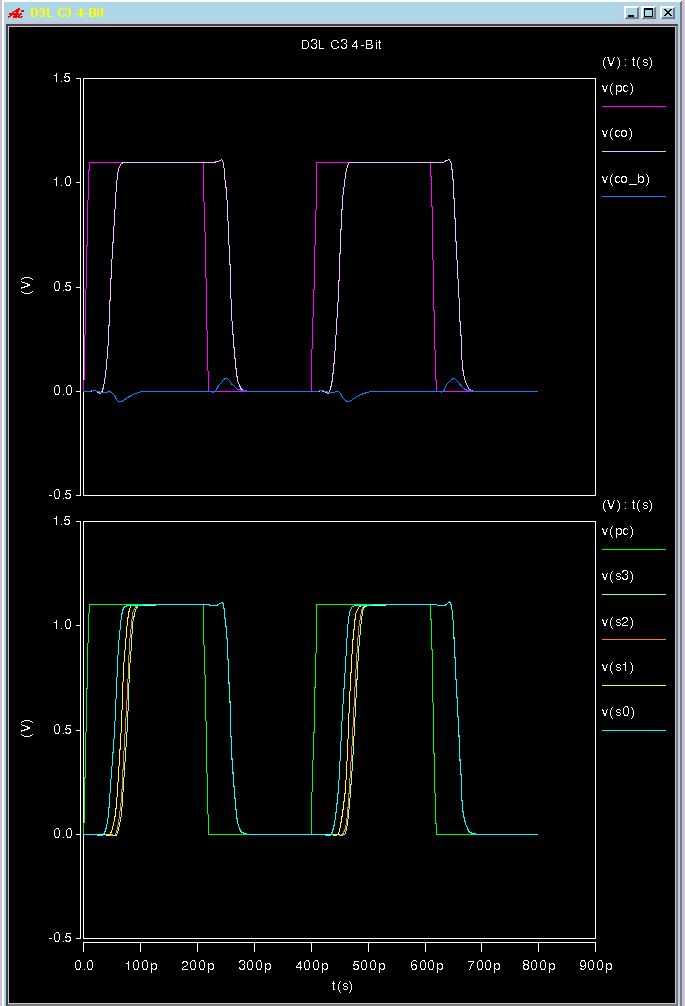 D3L C3 4-Bit
D3L C3 4-Bit
(V) : t(s)
v(pc)
v(co)
v(co_b)
1.5
1.0
0.5
0.0
-0.5
(V)
(V) : t(s)
v(pc)
v(s3)
v(s2)
v(s1)
v(s0)
1.5
1.0
0.5
0.0
-0.5
(V)
0.0 100p 200p 300p 400p 500p 600p 700p 800p 900p
t(s)